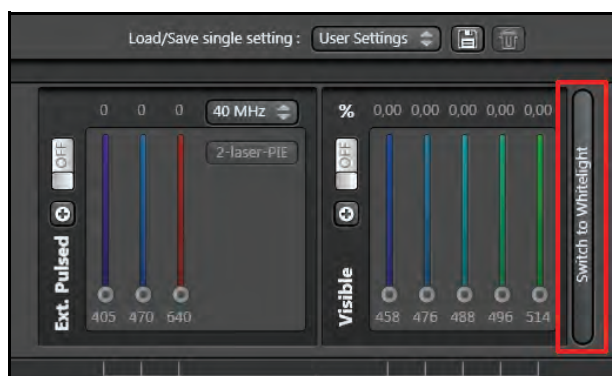 Load/Save single setting : User Settings
0 0 0 40 MHz
OFF
2-laser-PIE
Ext. Pulsed
405 470 640
% 0,00 0,00 0,00 0,00 0,00
OFF
Visible
458 476 488 496 514
Switch to Whitelight